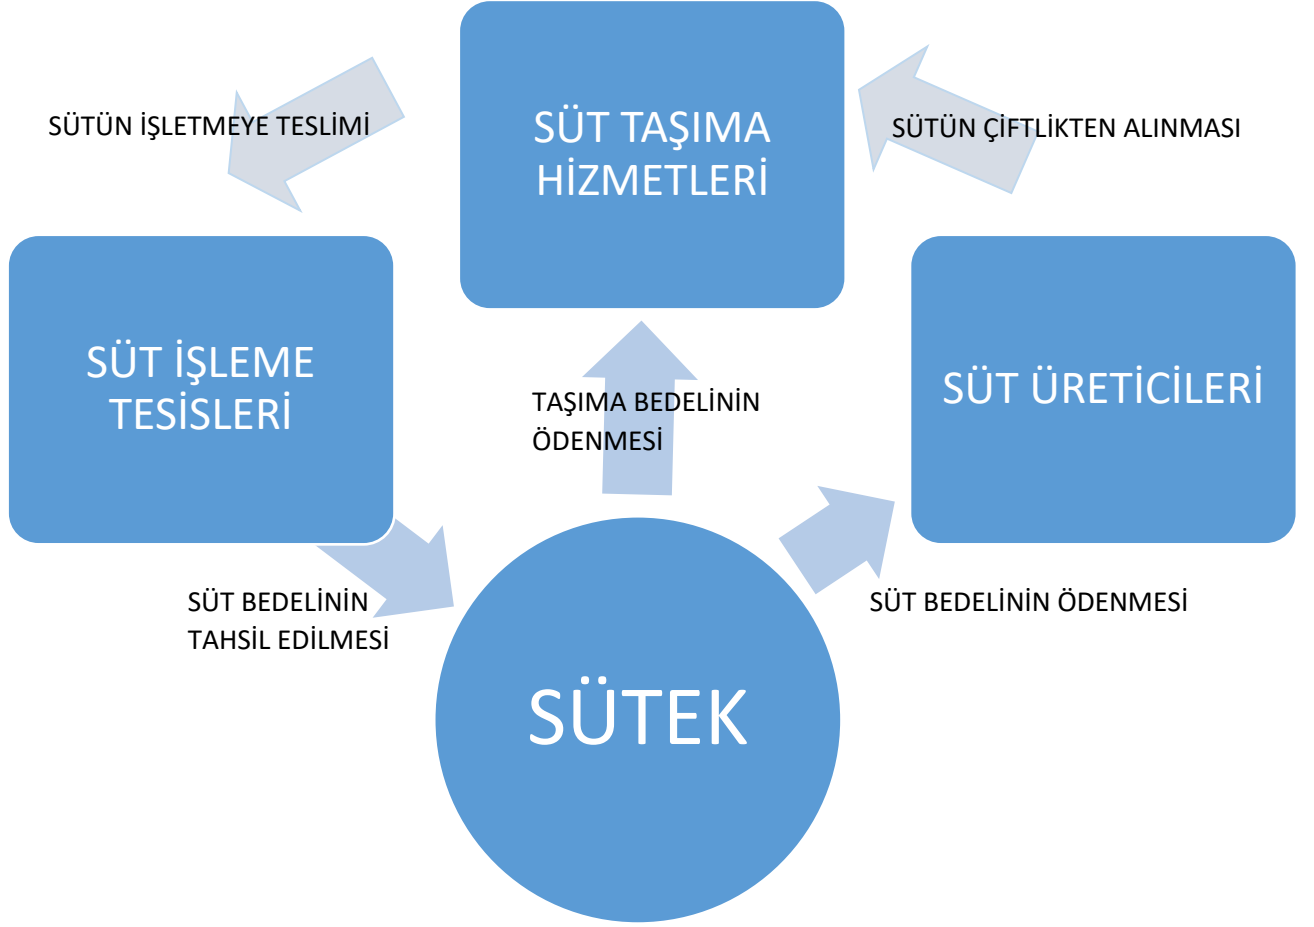 SÜT TAŞIMA
HİZMETLERİ
SÜTÜN İŞLETMEYE TESLİMİ
SÜTÜN ÇİFTLİKTEN ALINMASI
SÜT İŞLEME
TESİSLERİ
SÜT ÜRETİCİLERİ
TAŞIMA BEDELİNİN
ÖDENMESİ
SÜT BEDELİNİN
TAHSİL EDİLMESİ
SÜT BEDELİNİN ÖDENMESİ
SÜTEK